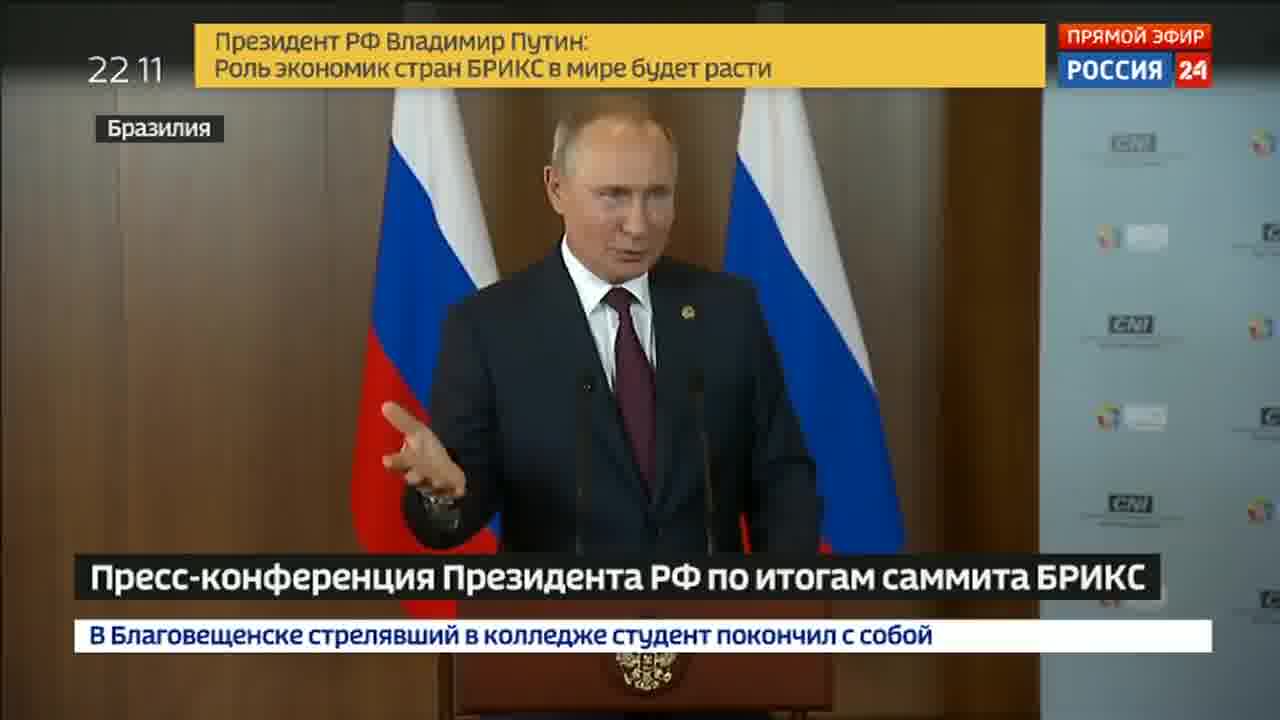 22 11
Президент РФ Владимир Путин:
Роль экономик стран БРИКС в мире будет расти
ПРЯМОЙ ЭФИР
РОССИЯ 24
Бразилия
CNI
CNI
CNI
Пресс-конференция Президента РФ по итогам саммита БРИКС
В Благовещенске стрелявший в колледже студент покончил с собой